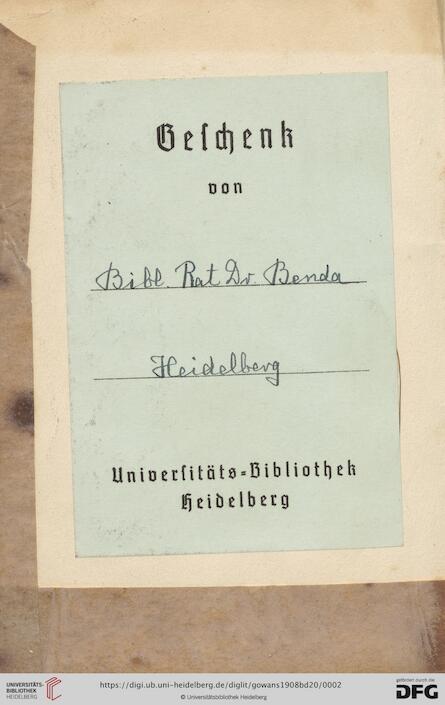 Geſchenk
von
Bibl. Rat Dr. Benda
Heidelberg
Univerſitäts-Bibliothek
Heidelberg
UNIVERSITÄTS-
BIBLIOTHEK
HEIDELBERG
https://digi.ub.uni-heidelberg.de/diglit/gowans1908bd20/0002
© Universitätsbibliothek Heidelberg
gefördert durch die
DFG